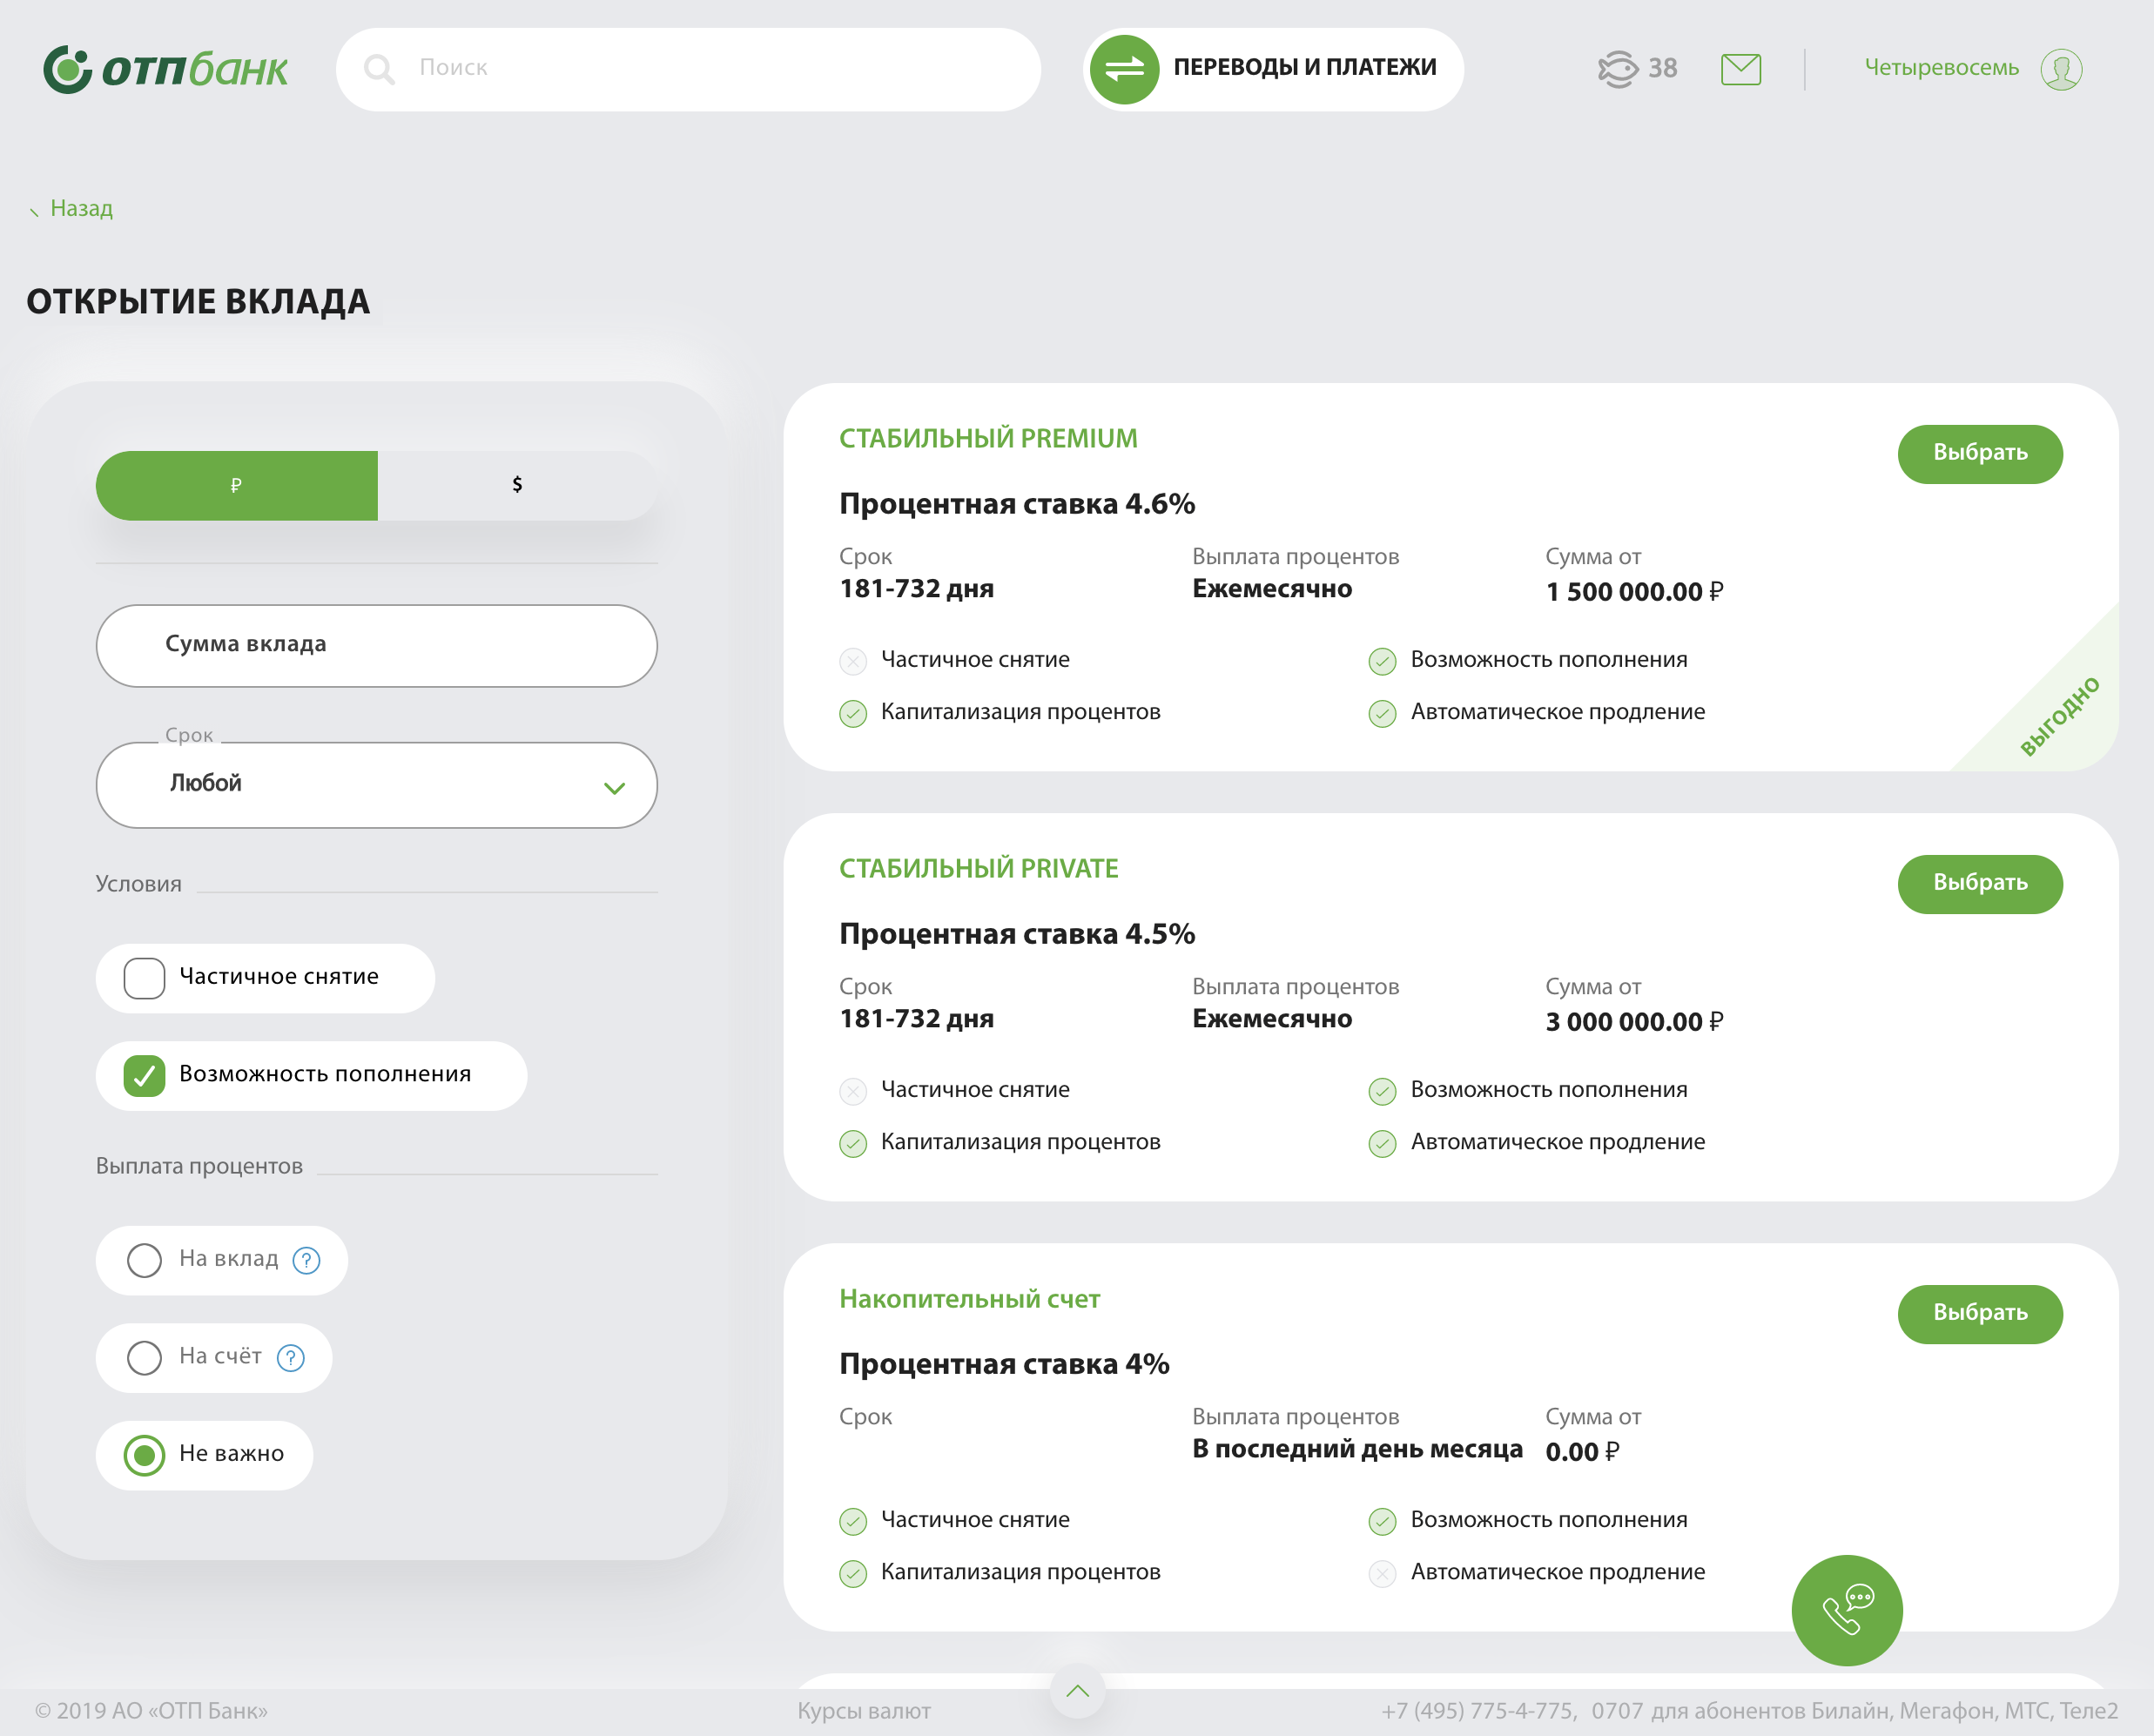 ОТПбанк
Поиск
ПЕРЕВОДЫ И ПЛАТЕЖИ
38
Четыревосемь
Назад
ОТКРЫТИЕ ВКЛАДА
₽
$
Сумма вклада
Срок
Любой
Условия
Частичное снятие
Возможность пополнения
Выплата процентов
На вклад ?
На счёт ?
Не важно
СТАБИЛЬНЫЙ PREMIUM
Выбрать
Процентная ставка 4.6%
Срок Выплата процентов Сумма от
181-732 дня Ежемесячно 1 500 000.00 ₽
Частичное снятие Возможность пополнения
Капитализация процентов Автоматическое продление
ВЫГОДНО
СТАБИЛЬНЫЙ PRIVATE
Выбрать
Процентная ставка 4.5%
Срок Выплата процентов Сумма от
181-732 дня Ежемесячно 3 000 000.00 ₽
Частичное снятие Возможность пополнения
Капитализация процентов Автоматическое продление
Накопительный счет
Выбрать
Процентная ставка 4%
Срок Выплата процентов Сумма от
В последний день месяца 0.00 ₽
Частичное снятие Возможность пополнения
Капитализация процентов Автоматическое продление
© 2019 АО «ОТП Банк» Курсы валют +7 (495) 775-4-775, 0707 для абонентов Билайн, Мегафон, МТС, Теле2